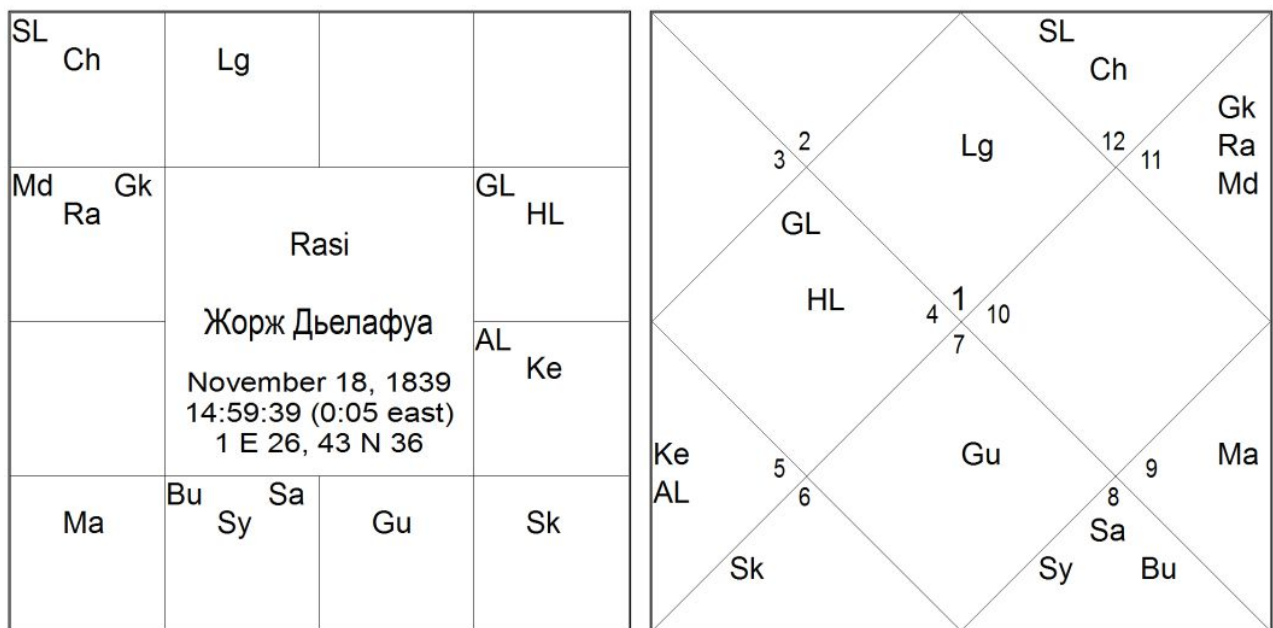 SL
Ch
Lg
Md Gk
Ra
GL
HL
Rasi
Жорж Дьелафуа
November 18, 1839
14:59:39 (0:05 east)
1 E 26, 43 N 36
AL
Ke
Ma
Bu Sa
Sy
Gu
Sk
SL
Ch
Gk
Ra
Md
Lg
2
3
12
11
GL
HL
4
1
10
7
Ke
AL
5
6
Gu
9
8
Ma
Sa
Sk
Sy Bu